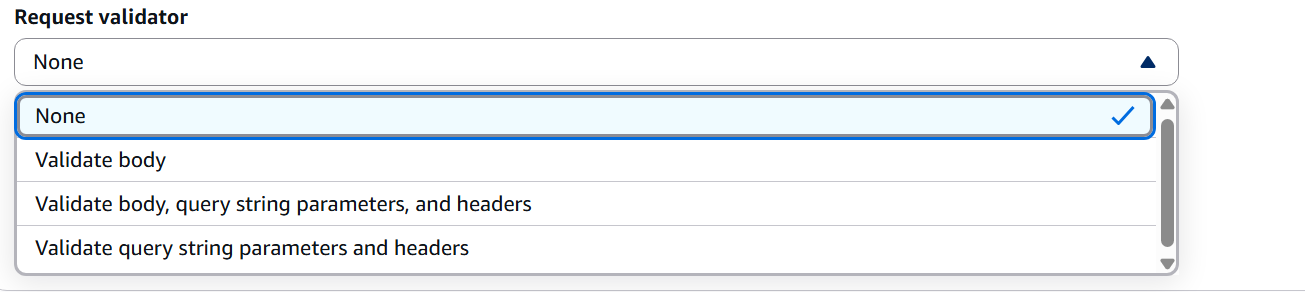 Request validator
None
None
Validate body
Validate body, query string parameters, and headers
Validate query string parameters and headers